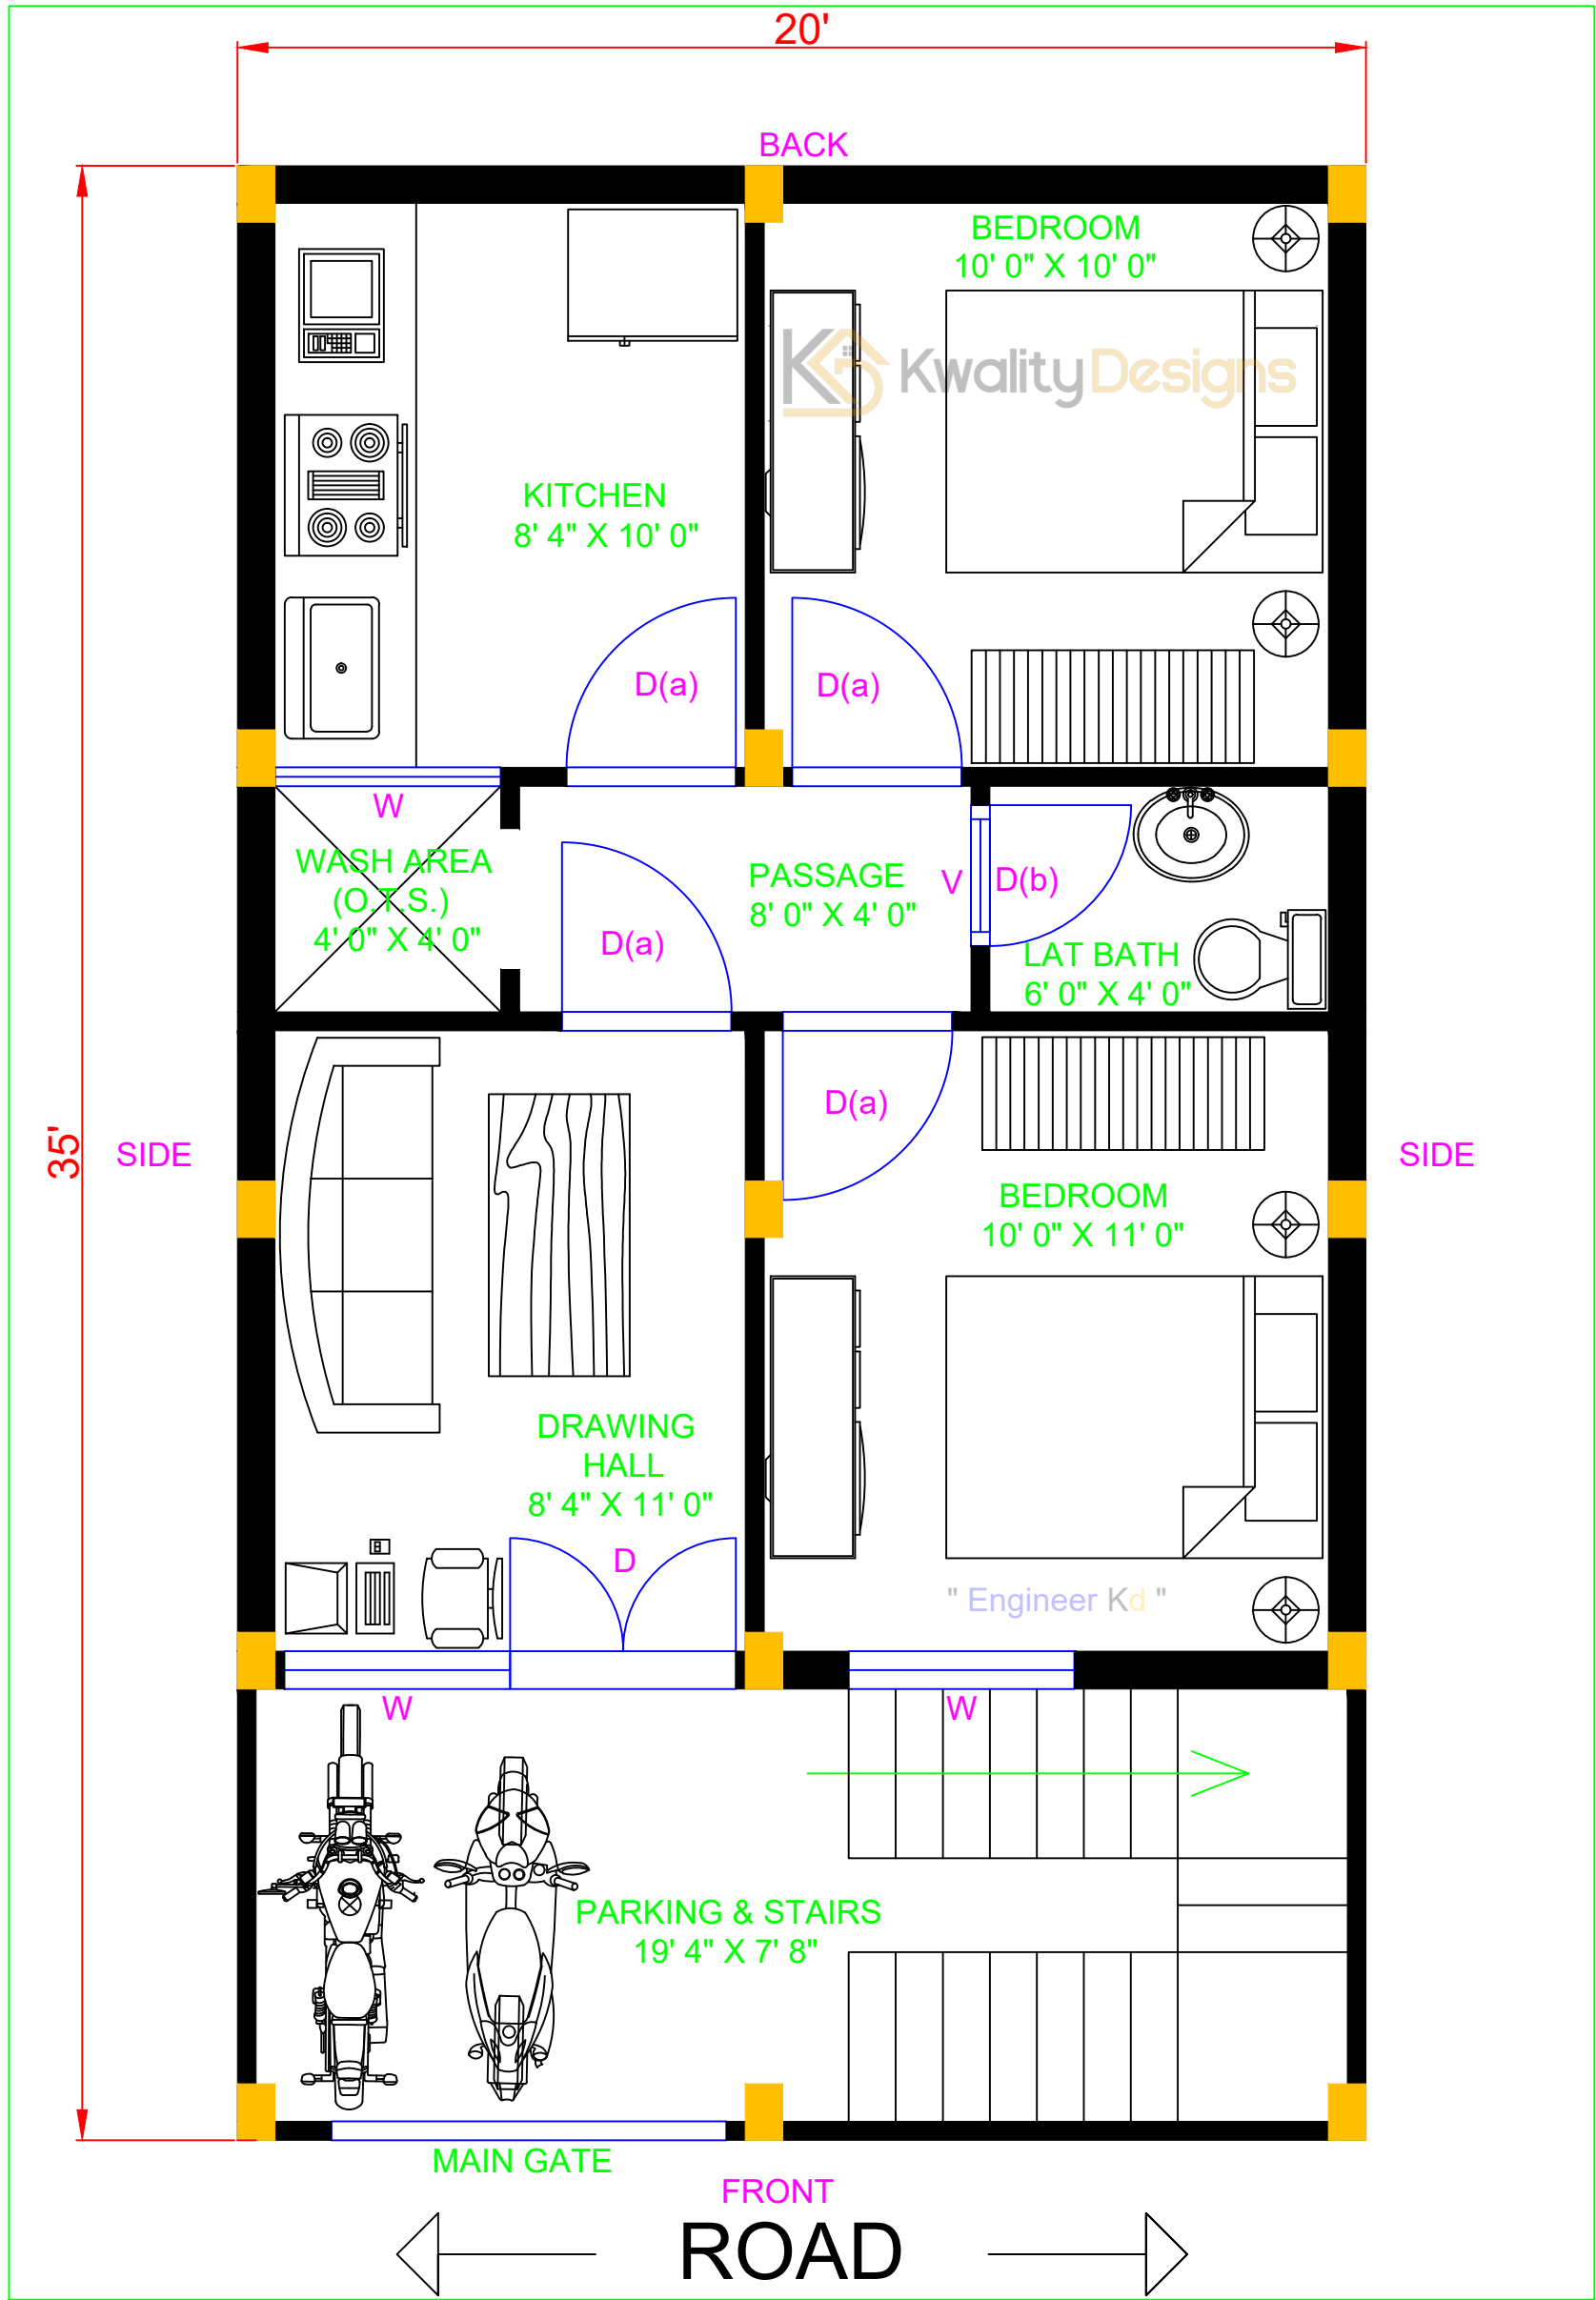 20'
BACK
BEDROOM
10' 0" X 10' 0"
KwalityDesigns
KITCHEN
8' 4" X 10' 0"
D(a)
D(a)
W
WASH AREA
(O.T.S.)
4' 0" X 4' 0"
PASSAGE
8' 0" X 4' 0"
V
D(b)
D(a)
LAT BATH
6' 0" X 4' 0"
D(a)
35'
SIDE
SIDE
BEDROOM
10' 0" X 11' 0"
DRAWING
HALL
8' 4" X 11' 0"
D
" Engineer Kd "
W
W
PARKING & STAIRS
19' 4" X 7' 8"
MAIN GATE
FRONT
ROAD